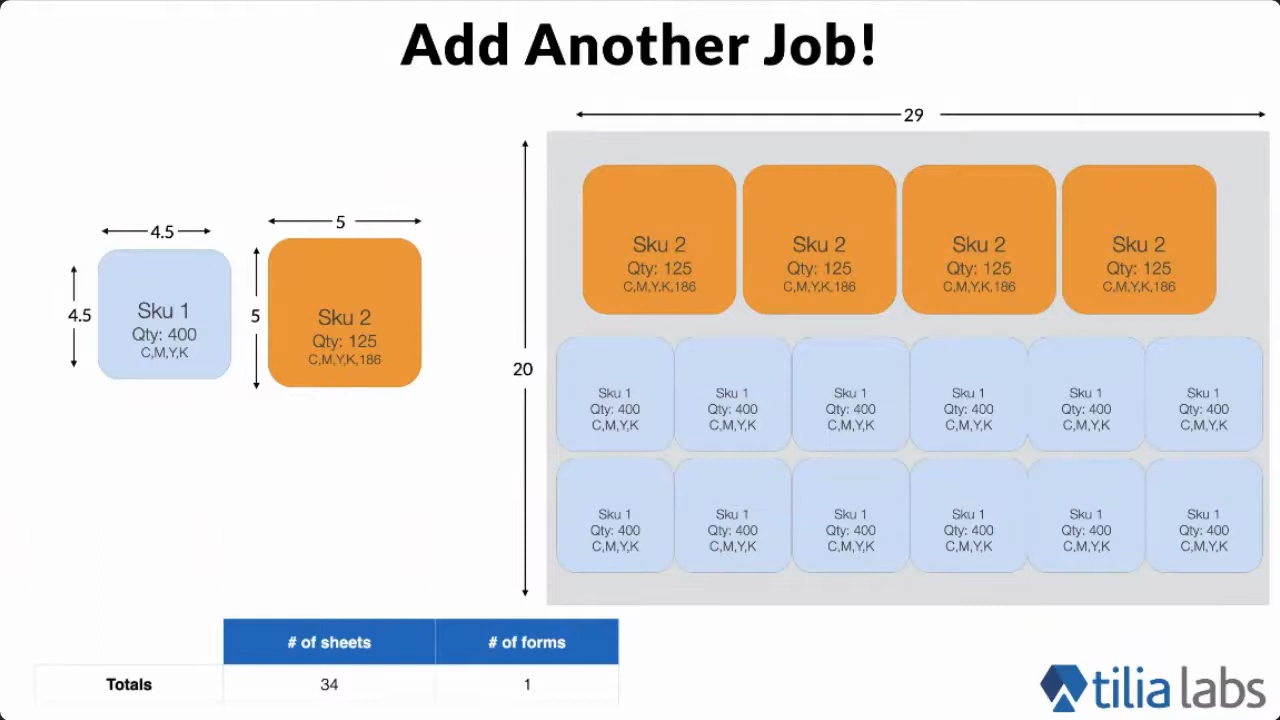 Add Another Job!
29
4.5
5
4.5
Sku 1
Qty: 400
C,M,Y,K
5
Sku 2
Qty: 125
C,M,Y,K,186
20
Sku 2
Qty: 125
C,M,Y,K,186
Sku 2
Qty: 125
C,M,Y,K,186
Sku 2
Qty: 125
C,M,Y,K,186
Sku 2
Qty: 125
C,M,Y,K,186
Sku 1
Qty: 400
C,M,Y,K
Sku 1
Qty: 400
C,M,Y,K
Sku 1
Qty: 400
C,M,Y,K
Sku 1
Qty: 400
C,M,Y,K
Sku 1
Qty: 400
C,M,Y,K
Sku 1
Qty: 400
C,M,Y,K
Sku 1
Qty: 400
C,M,Y,K
Sku 1
Qty: 400
C,M,Y,K
Sku 1
Qty: 400
C,M,Y,K
Sku 1
Qty: 400
C,M,Y,K
Sku 1
Qty: 400
C,M,Y,K
Sku 1
Qty: 400
C,M,Y,K
# of sheets # of forms
Totals 34 1
tilia labs